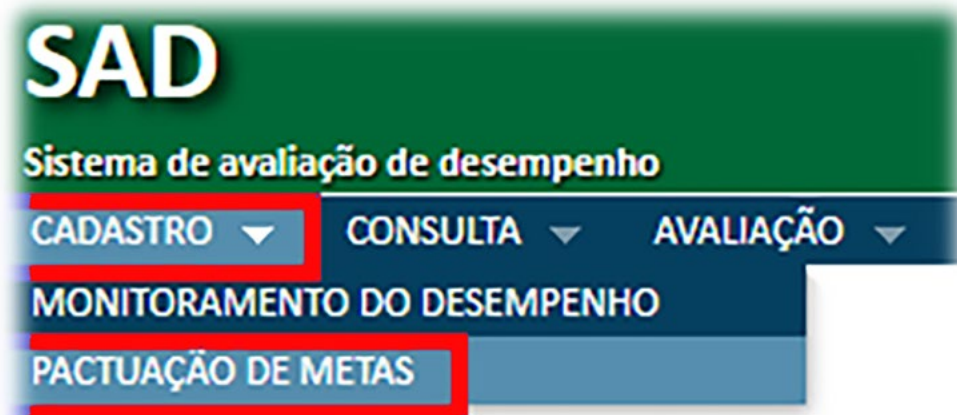 SAD
Sistema de avaliação de desempenho
CADASTRO CONSULTA AVALIAÇÃO
MONITORAMENTO DO DESEMPENHO
PACTUAÇÃO DE METAS